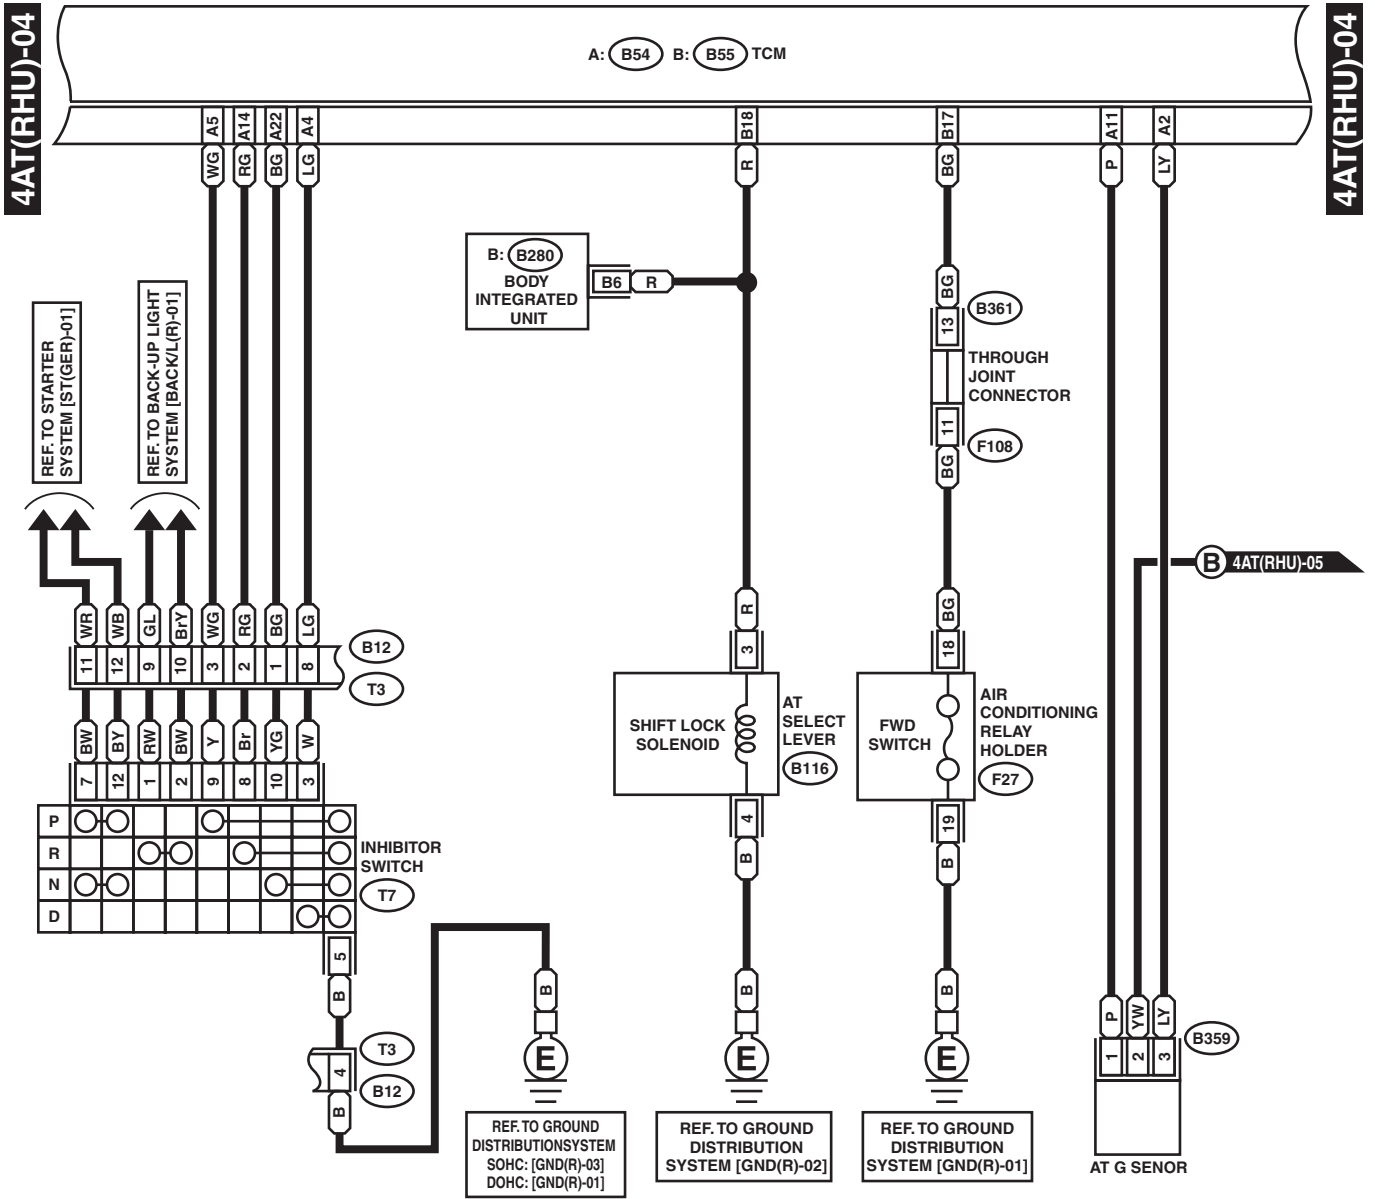 4AT(RHU)-04
4AT(RHU)-04
A: B54 B: B55 TCM
A5 A14 A22 A4 B18 B17 A11 A2
WG RG BG LG R BG P LY
B: B280
BODY
INTEGRATED
UNIT
B6 R
BG
B361
13
THROUGH
JOINT
CONNECTOR
11
F108
BG
REF. TO STARTER
SYSTEM [ST(GER)-01]
REF. TO BACK-UP LIGHT
SYSTEM [BACK/L(R)-01]
B 4AT(RHU)-05
WR WB GL BrY WG RG BG LG
B12
11 12 9 10 3 2 1 8
T3
BW BY RW BW Y Br YG W
7 12 1 2 9 8 10 3
P
R
N
D
INHIBITOR
SWITCH
T7
5
B
T3
4
B12
B
R
3
SHIFT LOCK
SOLENOID
AT
SELECT
LEVER
B116
4
B
BG
18
FWD
SWITCH
AIR
CONDITIONING
RELAY
HOLDER
F27
19
B
B B B
E E E
REF. TO GROUND
DISTRIBUTIONSYSTEM
SOHC: [GND(R)-03]
DOHC: [GND(R)-01]
REF. TO GROUND
DISTRIBUTION
SYSTEM [GND(R)-02]
REF. TO GROUND
DISTRIBUTION
SYSTEM [GND(R)-01]
P YW LY
B359
1 2 3
AT G SENOR